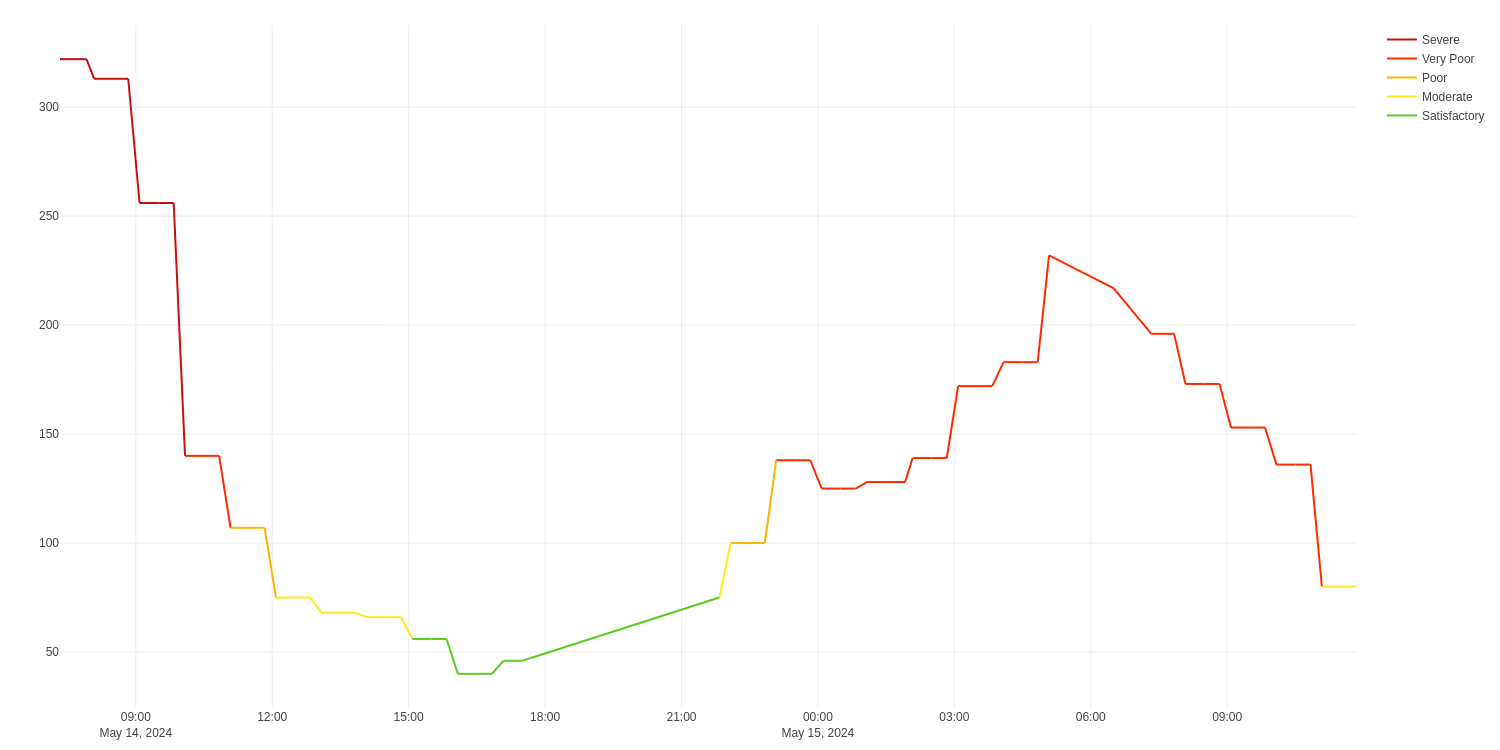 Severe
Very Poor
Poor
Moderate
Satisfactory
300
250
200
150
100
50
09:00 12:00 15:00 18:00 21:00 00:00 03:00 06:00 09:00
May 14, 2024 May 15, 2024